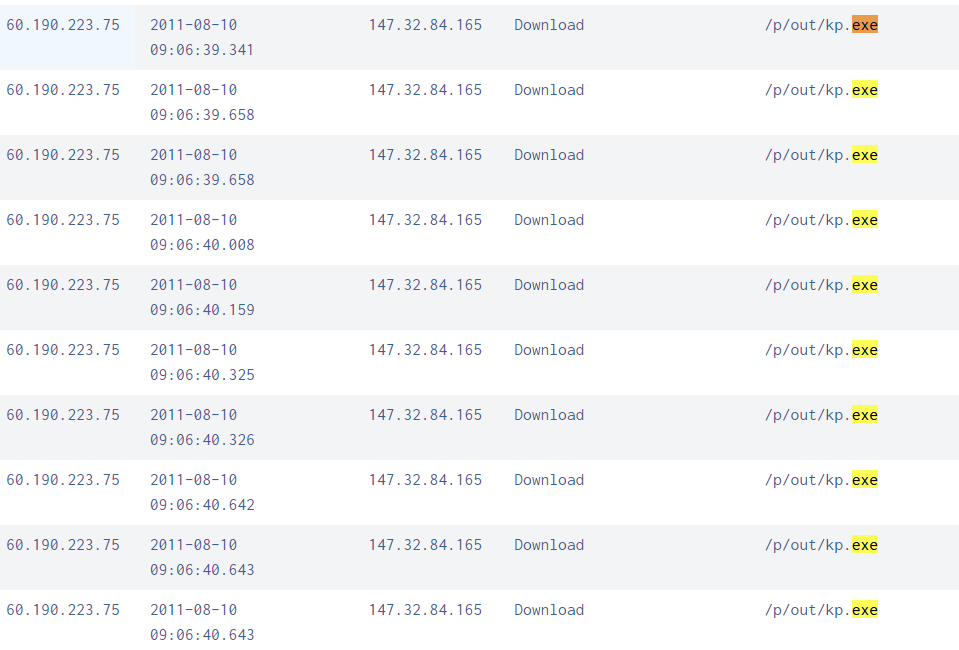 60.190.223.75 2011-08-10 147.32.84.165 Download /p/out/kp.exe
09:06:39.341
60.190.223.75 2011-08-10 147.32.84.165 Download /p/out/kp.exe
09:06:39.658
60.190.223.75 2011-08-10 147.32.84.165 Download /p/out/kp.exe
09:06:39.658
60.190.223.75 2011-08-10 147.32.84.165 Download /p/out/kp.exe
09:06:40.008
60.190.223.75 2011-08-10 147.32.84.165 Download /p/out/kp.exe
09:06:40.159
60.190.223.75 2011-08-10 147.32.84.165 Download /p/out/kp.exe
09:06:40.325
60.190.223.75 2011-08-10 147.32.84.165 Download /p/out/kp.exe
09:06:40.326
60.190.223.75 2011-08-10 147.32.84.165 Download /p/out/kp.exe
09:06:40.642
60.190.223.75 2011-08-10 147.32.84.165 Download /p/out/kp.exe
09:06:40.643
60.190.223.75 2011-08-10 147.32.84.165 Download /p/out/kp.exe
09:06:40.643